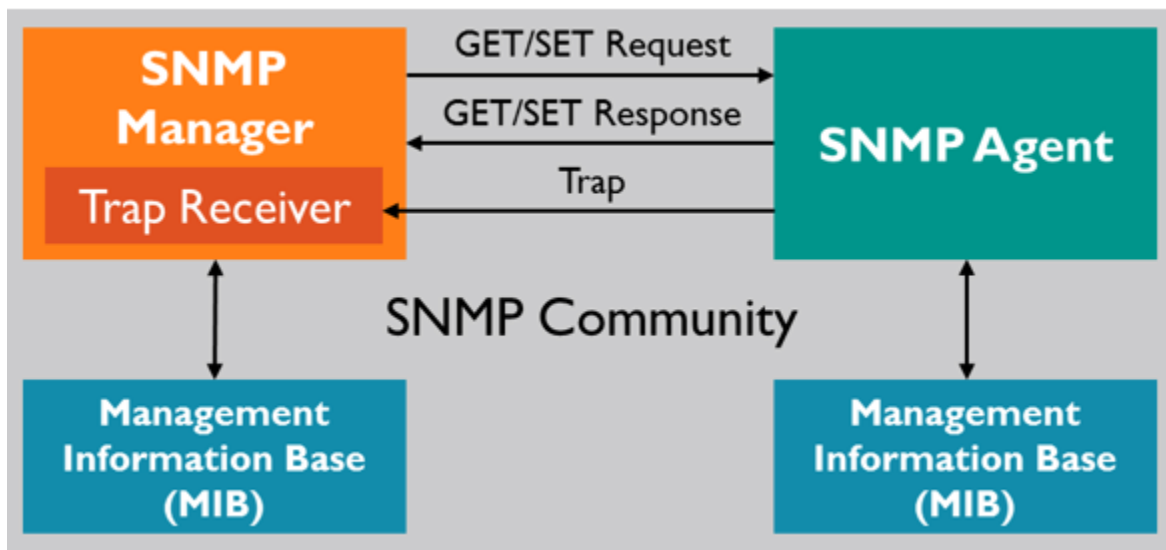 SNMP
Manager
Trap Receiver
GET/SET Request
GET/SET Response
Trap
SNMP Agent
SNMP Community
Management
Information Base
(MIB)
Management
Information Base
(MIB)